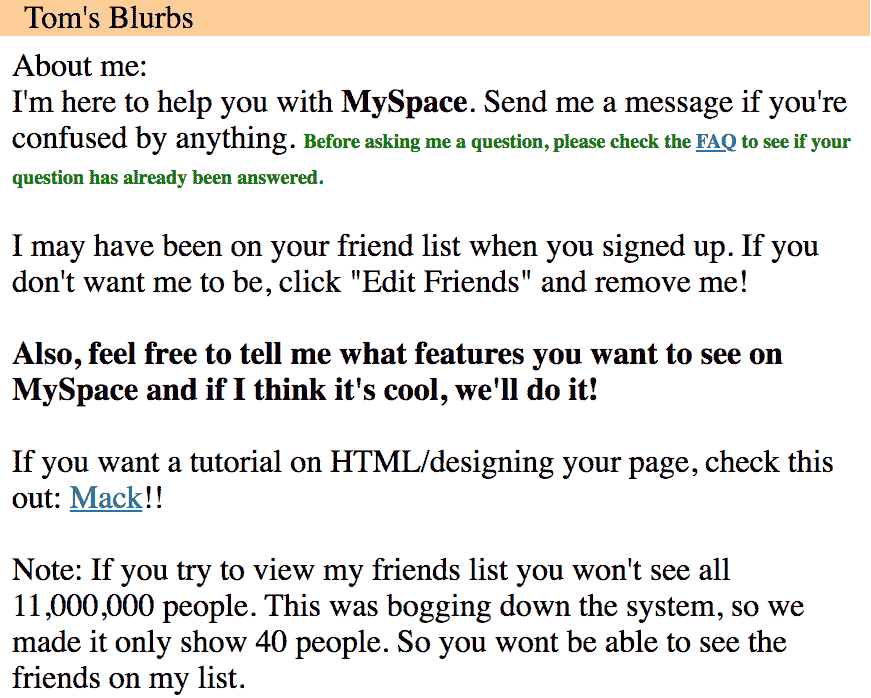 Tom's Blurbs
About me:
I'm here to help you with MySpace. Send me a message if you're
confused by anything. Before asking me a question, please check the FAQ to see if your
question has already been answered.
I may have been on your friend list when you signed up. If you
don't want me to be, click "Edit Friends" and remove me!
Also, feel free to tell me what features you want to see on
MySpace and if I think it's cool, we'll do it!
If you want a tutorial on HTML/designing your page, check this
out: Mack!!
Note: If you try to view my friends list you won't see all
11,000,000 people. This was bogging down the system, so we
made it only show 40 people. So you wont be able to see the
friends on my list.